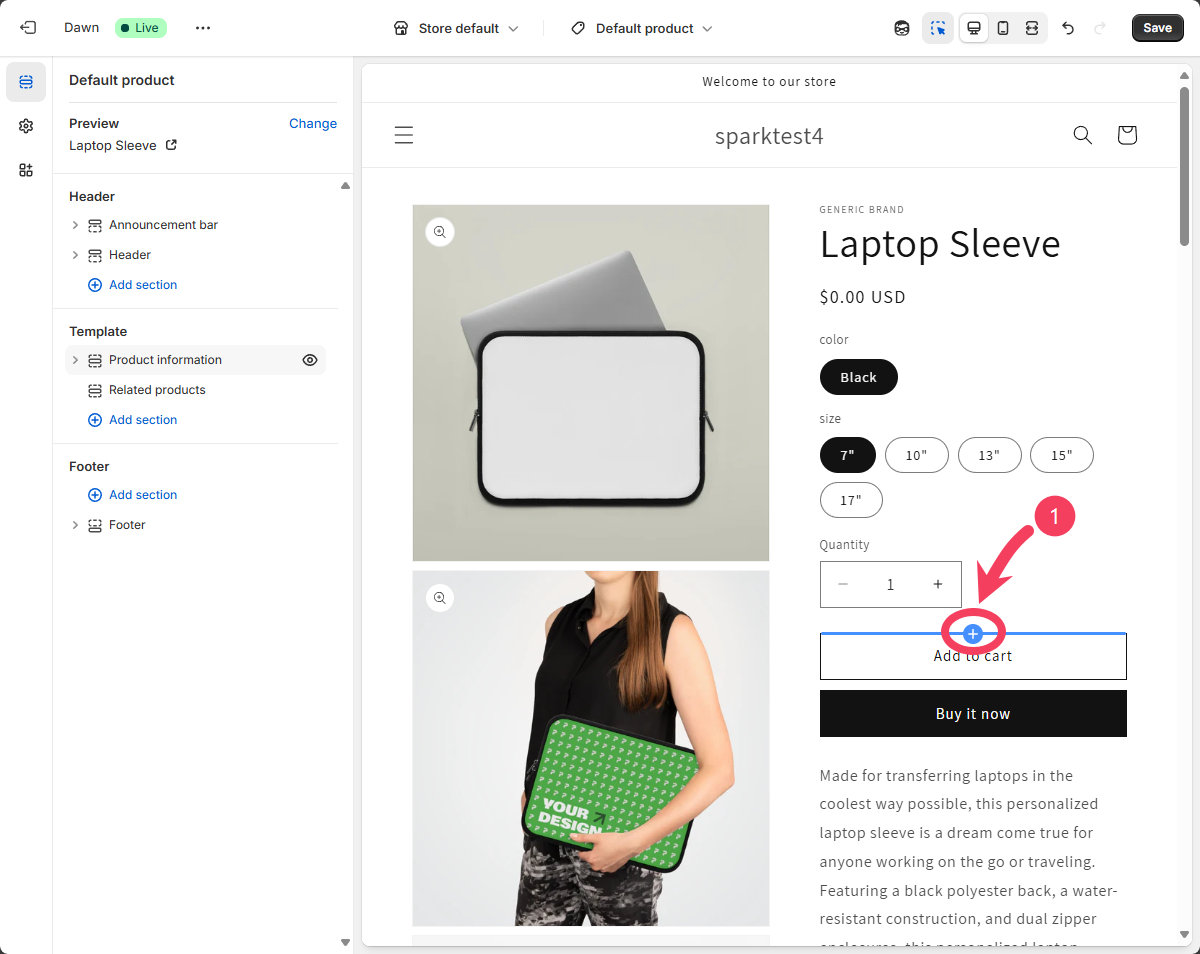 Dawn
Live
Store default
Default product
Save
Default product
Preview
Change
Laptop Sleeve
Header
Announcement bar
Header
Add section
Template
Product information
Related products
Add section
Footer
Add section
Footer
Welcome to our store
sparktest4
GENERIC BRAND
Laptop Sleeve
$0.00 USD
color
Black
size
7"
10"
13"
15"
17"
1
Quantity
1
Add to cart
Buy it now
YOUR
DESIGN
Made for transferring laptops in the
coolest way possible, this personalized
laptop sleeve is a dream come true for
anyone working on the go or traveling.
Featuring a black polyester back, a water-
resistant construction, and dual zipper
enclosures, this personalized laptop